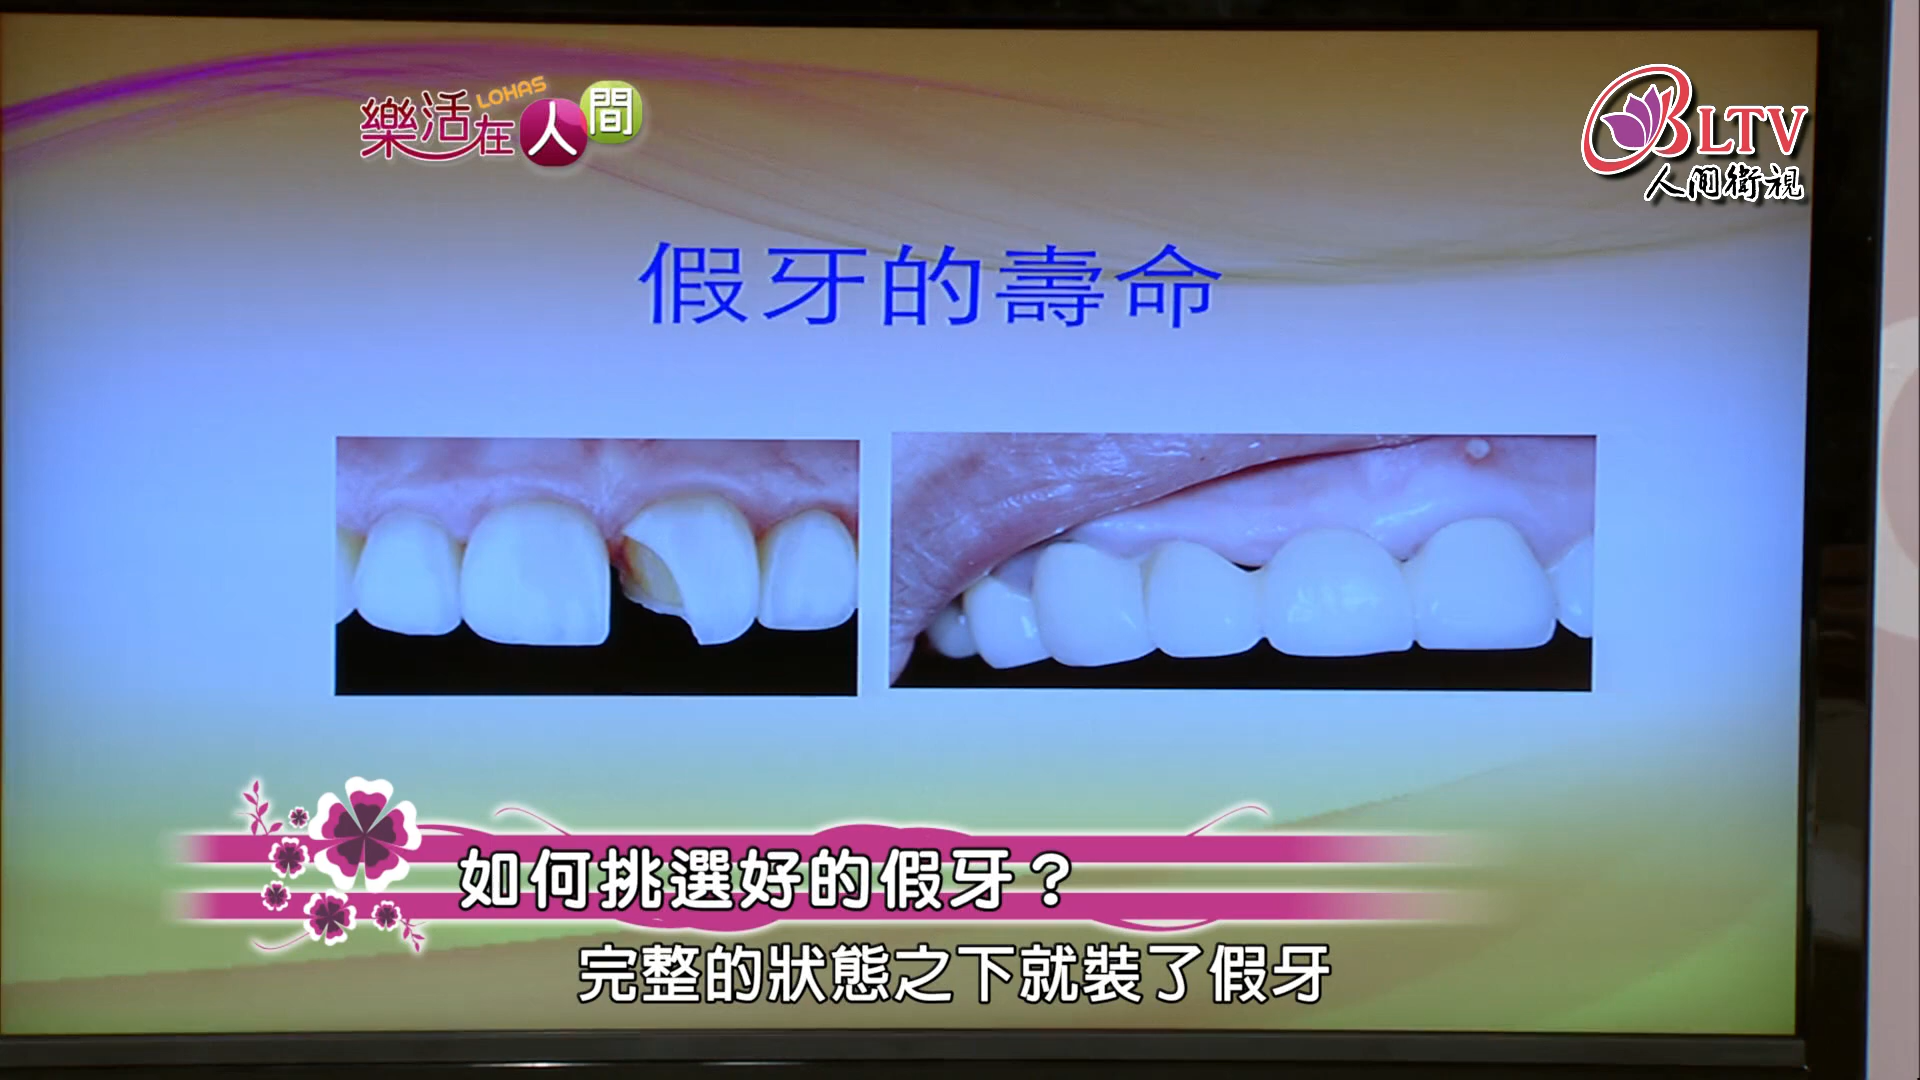 樂活在人間
LOHAS
BLTV
人間衛視
假牙的壽命
如何挑選好的假牙？
完整的狀態之下就裝了假牙